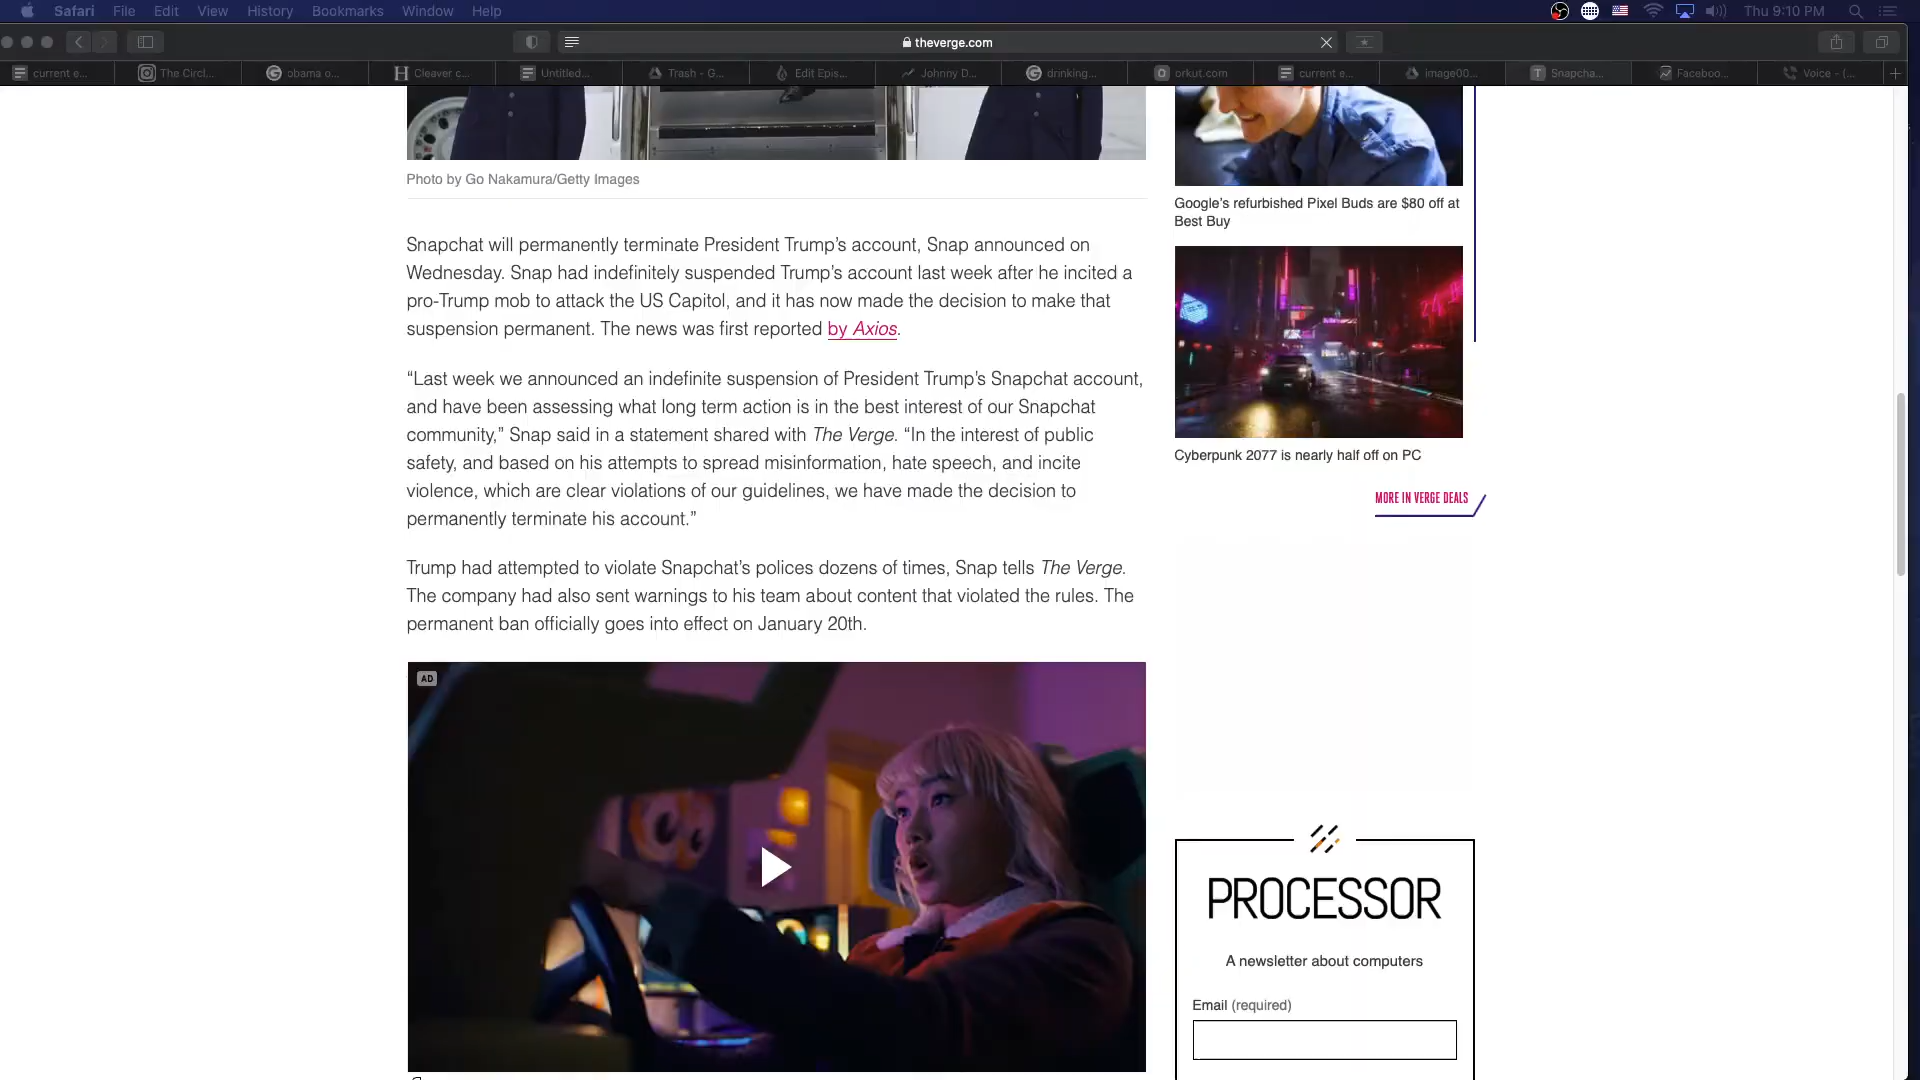 Safari File Edit View History Bookmarks Window Help
Thu 9:10 PM
theverge.com
current e... The Circl... obama o... Cleaver c... Untitled... Trash - G... Edit Epis... Johnny D... drinking... orkut.com current e... image00... Snapcha... Faceboo... Voice - (...
Photo by Go Nakamura/Getty Images
Snapchat will permanently terminate President Trump’s account, Snap announced on
Wednesday. Snap had indefinitely suspended Trump’s account last week after he incited a
pro-Trump mob to attack the US Capitol, and it has now made the decision to make that
suspension permanent. The news was first reported by Axios.
“Last week we announced an indefinite suspension of President Trump’s Snapchat account,
and have been assessing what long term action is in the best interest of our Snapchat
community,” Snap said in a statement shared with The Verge. “In the interest of public
safety, and based on his attempts to spread misinformation, hate speech, and incite
violence, which are clear violations of our guidelines, we have made the decision to
permanently terminate his account.”
Trump had attempted to violate Snapchat’s polices dozens of times, Snap tells The Verge.
The company had also sent warnings to his team about content that violated the rules. The
permanent ban officially goes into effect on January 20th.
AD
Google’s refurbished Pixel Buds are $80 off at
Best Buy
Cyberpunk 2077 is nearly half off on PC
MORE IN VERGE DEALS
PROCESSOR
A newsletter about computers
Email (required)